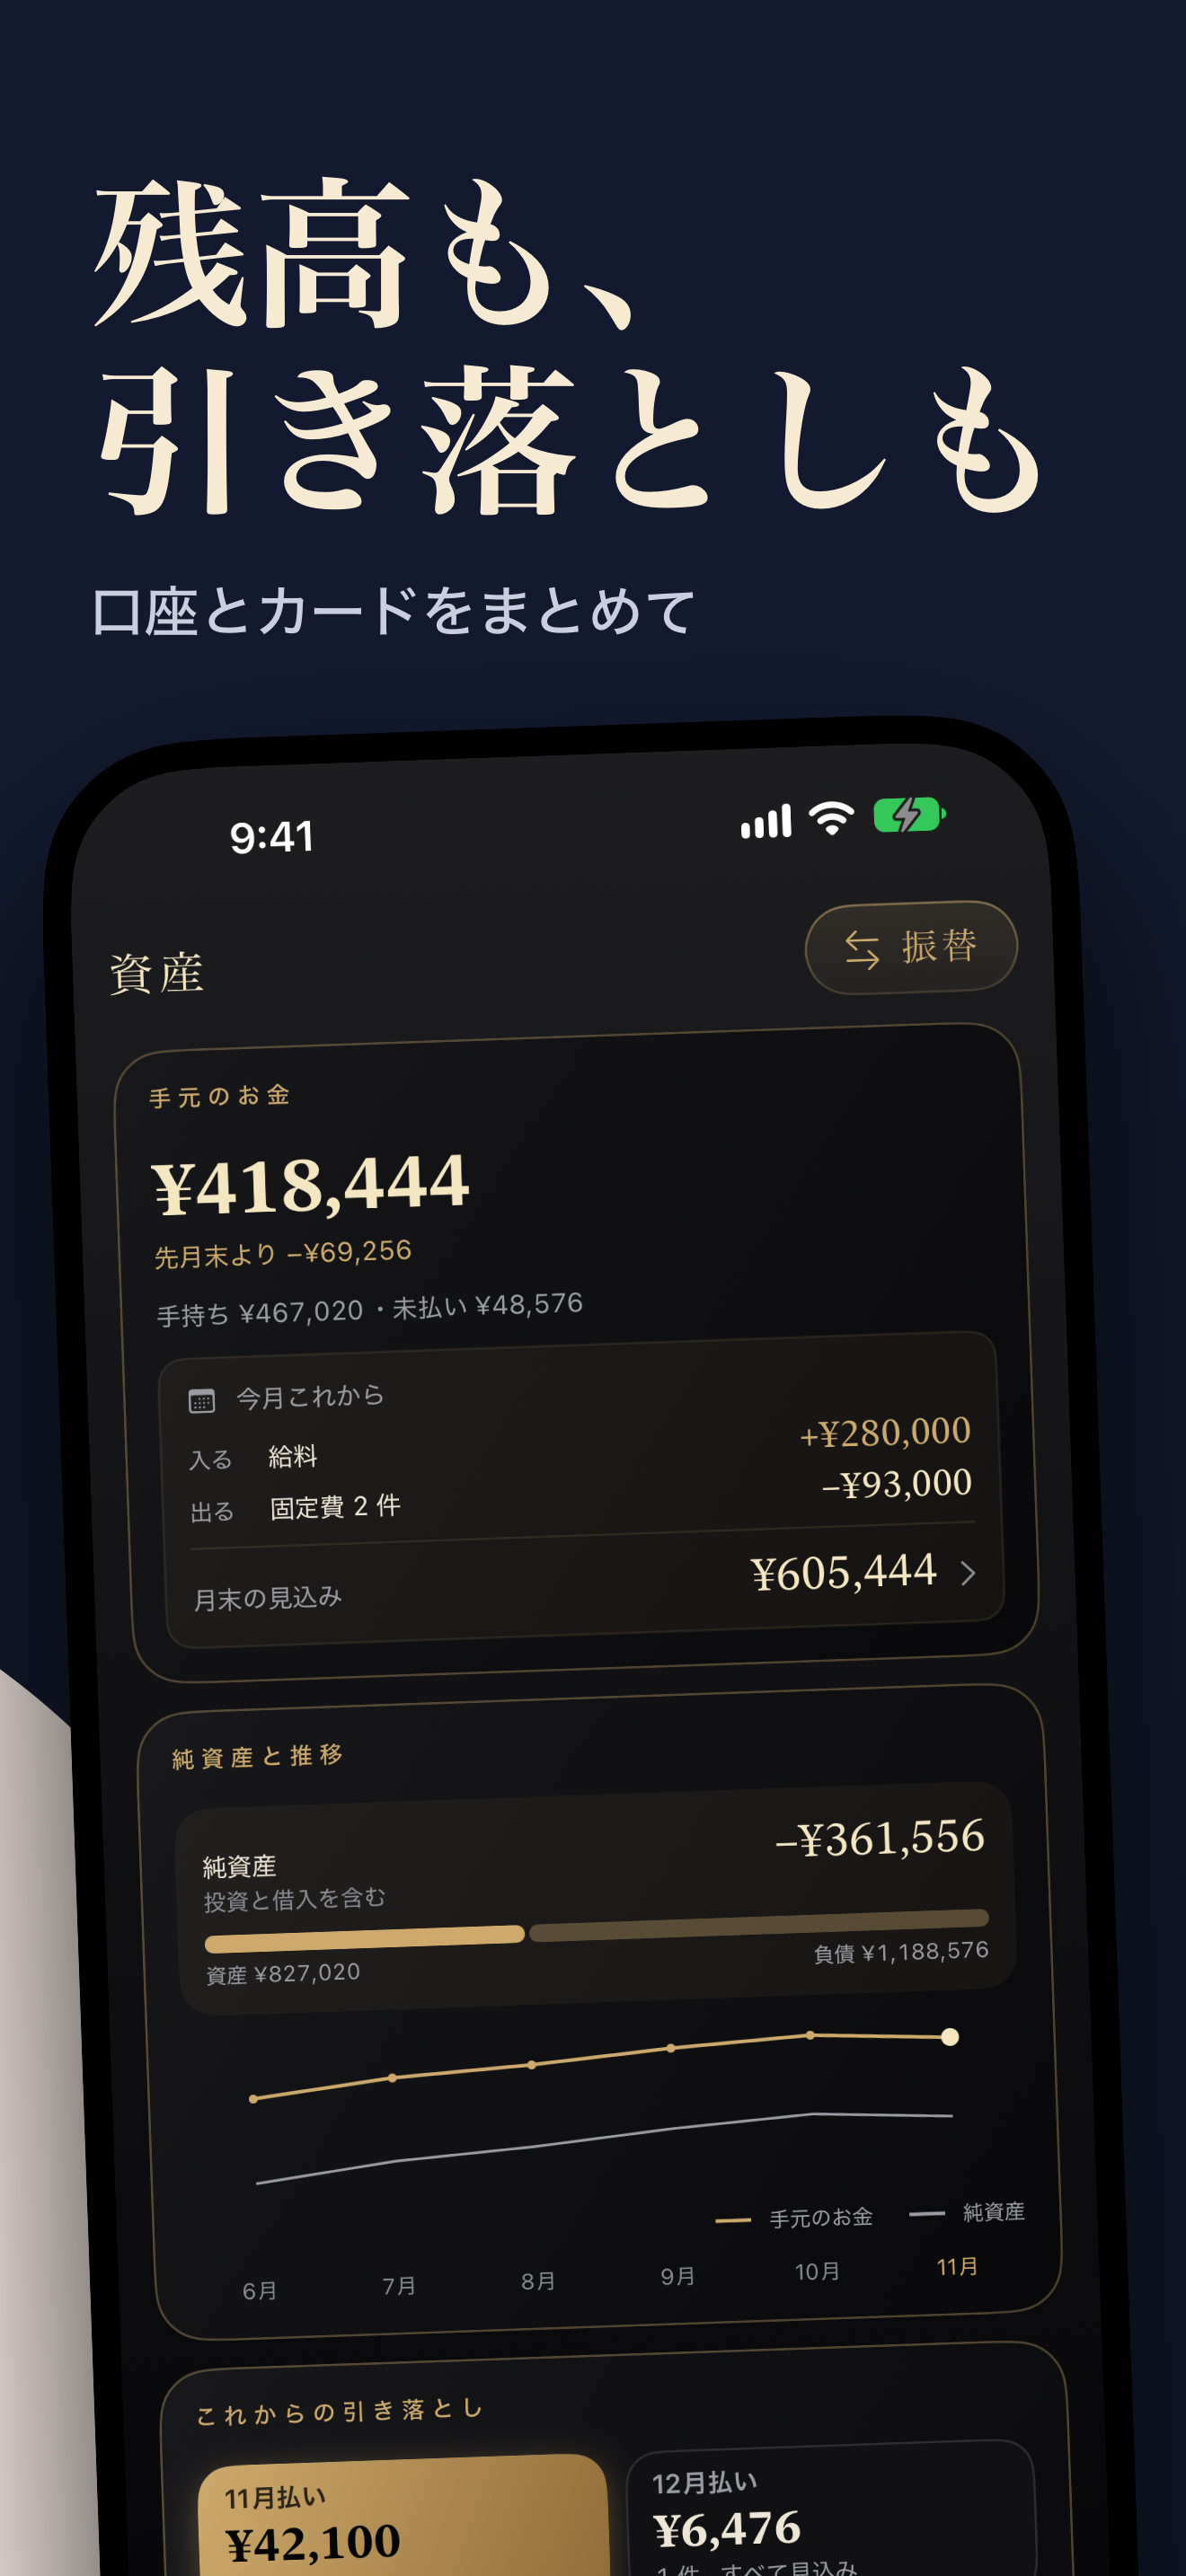 残高も、
引き落としも
口座とカードをまとめて
9:41
資産
振替
手元のお金
¥418,444
先月末より −¥69,256
手持ち ¥467,020・未払い ¥48,576
今月これから
入る 給料 +¥280,000
出る 固定費 2 件 −¥93,000
月末の見込み ¥605,444
純資産と推移
純資産 −¥361,556
投資と借入を含む
資産 ¥827,020 負債 ¥1,188,576
手元のお金 純資産
6月 7月 8月 9月 10月 11月
これからの引き落とし
11月払い
¥42,100
12月払い
¥6,476
1 件・すべて見込み